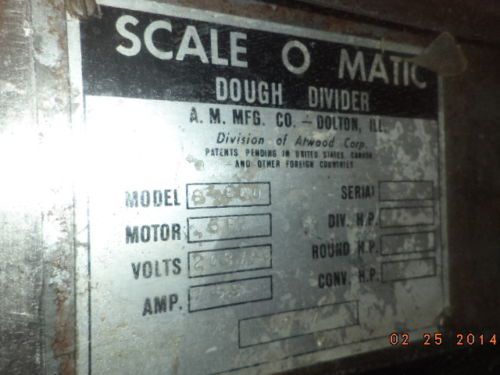 SCALE O MATIC
DOUGH DIVIDER
A. M. MFG. CO. — DOLTON, ILL.
Division of Atwood Corp.
PATENTS PENDING IN UNITED STATES, CANADA
AND OTHER FOREIGN COUNTRIES
MODEL
SERIAL
MOTOR
DIV. H.P.
VOLTS
ROUND H.P.
AMP.
CONV. H.P.
02 25 2014